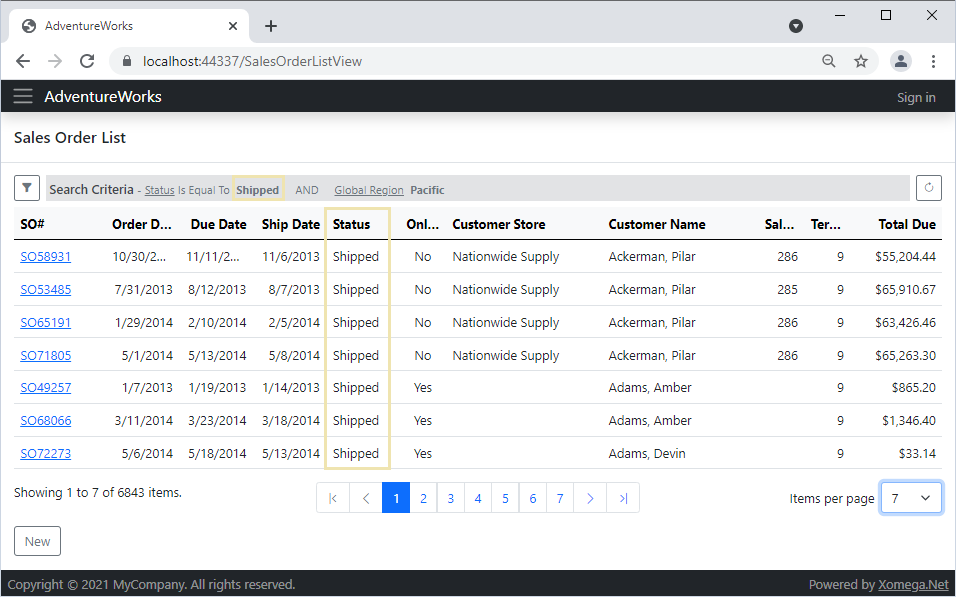 AdventureWorks
localhost:44337/SalesOrderListView
AdventureWorks Sign in
Sales Order List
Search Criteria - Status Is Equal To Shipped AND Global Region Pacific
SO# Order D... Due Date Ship Date Status Onl... Customer Store Customer Name Sal... Ter... Total Due
SO58931 10/30/2... 11/11/2... 11/6/2013 Shipped No Nationwide Supply Ackerman, Pilar 286 9 $55,204.44
SO53485 7/31/2013 8/12/2013 8/7/2013 Shipped No Nationwide Supply Ackerman, Pilar 285 9 $65,910.67
SO65191 1/29/2014 2/10/2014 2/5/2014 Shipped No Nationwide Supply Ackerman, Pilar 286 9 $63,426.46
SO71805 5/1/2014 5/13/2014 5/8/2014 Shipped No Nationwide Supply Ackerman, Pilar 286 9 $65,263.30
SO49257 1/7/2013 1/19/2013 1/14/2013 Shipped Yes Adams, Amber 9 $865.20
SO68066 3/11/2014 3/23/2014 3/18/2014 Shipped Yes Adams, Amber 9 $1,346.40
SO72273 5/6/2014 5/18/2014 5/13/2014 Shipped Yes Adams, Devin 9 $33.14
Showing 1 to 7 of 6843 items. 1 2 3 4 5 6 7 Items per page 7
New
Copyright © 2021 MyCompany. All rights reserved. Powered by Xomega.Net